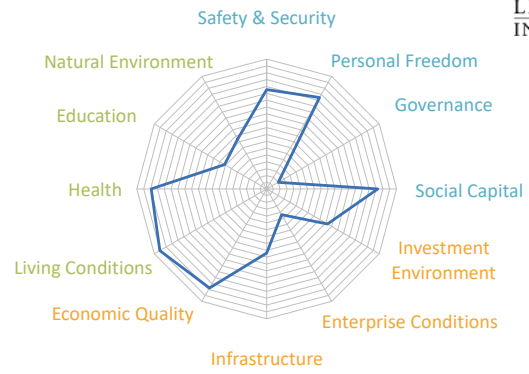 Safety & Security
Natural Environment
Personal Freedom
Education
Governance
Health
Social Capital
Investment
Environment
Living Conditions
Economic Quality
Enterprise Conditions
Infrastructure